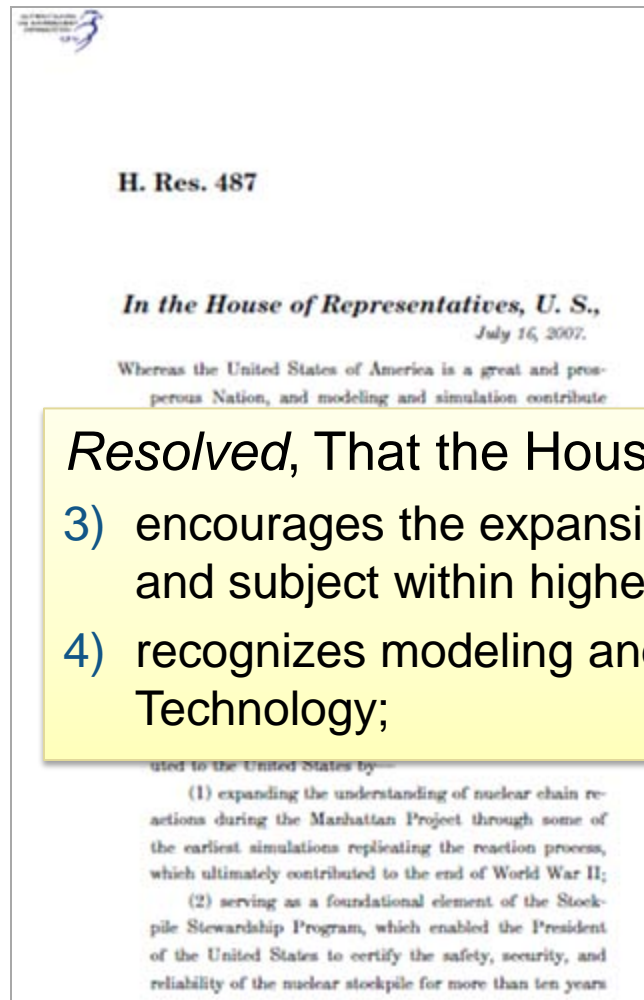 H. Res. 487
In the House of Representatives, U. S.,
July 16, 2007.
Whereas the United States of America is a great and pros-
perous Nation, and modeling and simulation contribute
Resolved, That the Hous
3) encourages the expansi
and subject within highe
4) recognizes modeling and
Technology;
uted to the United States by—
(1) expanding the understanding of nuclear chain re-
actions during the Manhattan Project through some of
the earliest simulations replicating the reaction process,
which ultimately contributed to the end of World War II;
(2) serving as a foundational element of the Stock-
pile Stewardship Program, which enabled the President
of the United States to certify the safety, security, and
reliability of the nuclear stockpile for more than ten years